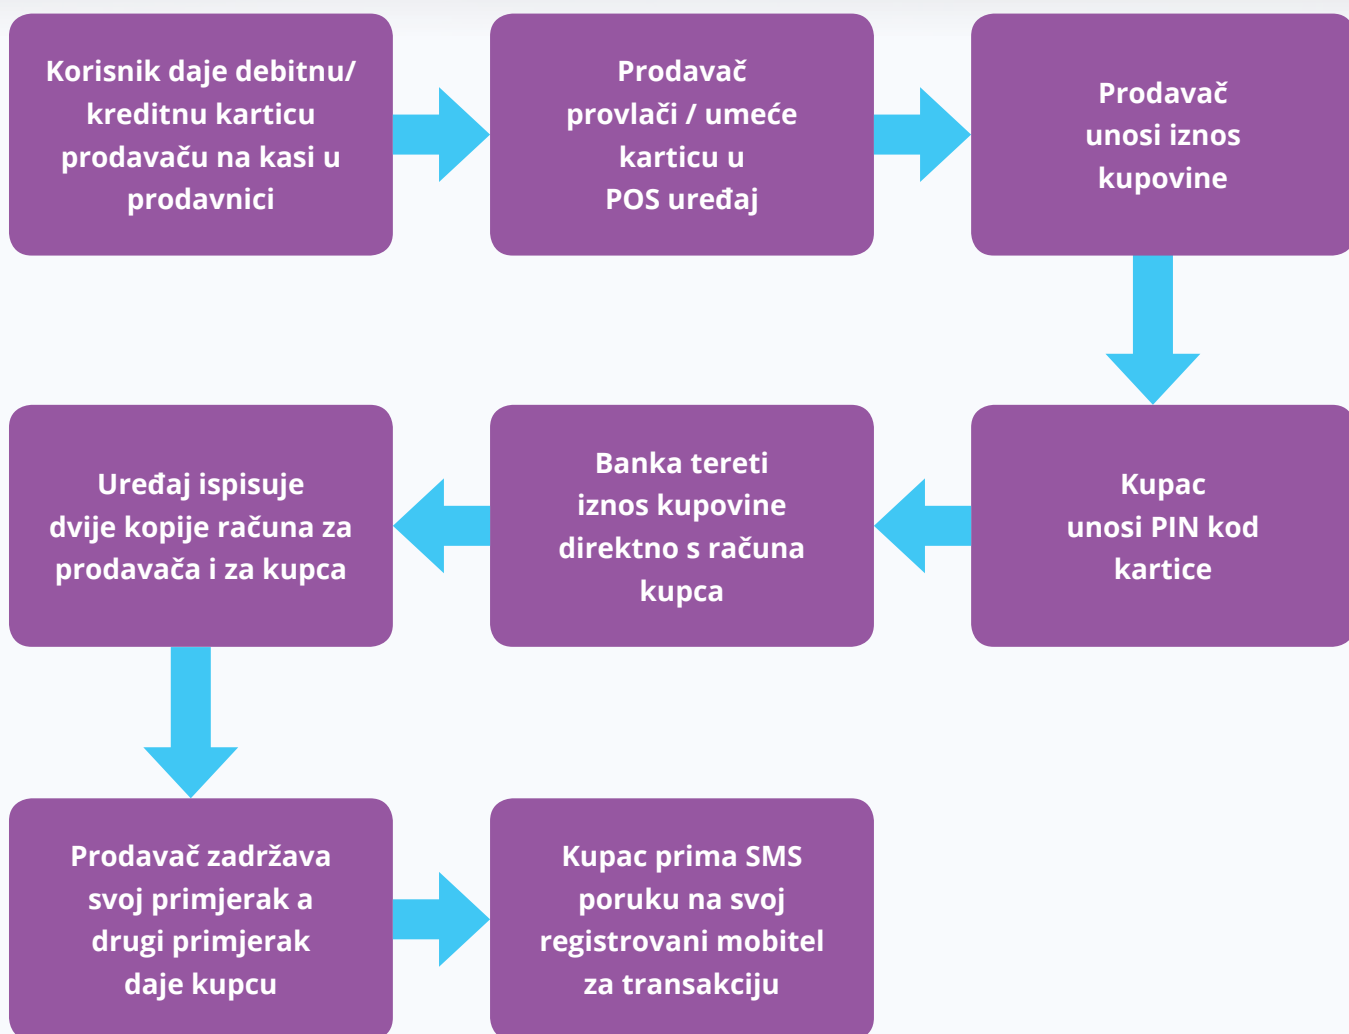 Korisnik daje debitnu/
kreditnu karticu
prodavaču na kasi u
prodavnici
Prodavač
provlači / umeće
karticu u
POS uređaj
Prodavač
unosi iznos
kupovine
Kupac
unosi PIN kod
kartice
Banka tereti
iznos kupovine
direktno s računa
kupca
Uređaj ispisuje
dvije kopije računa za
prodavača i za kupca
Prodavač zadržava
svoj primjerak a
drugi primjerak
daje kupcu
Kupac prima SMS
poruku na svoj
registrovani mobitel
za transakciju